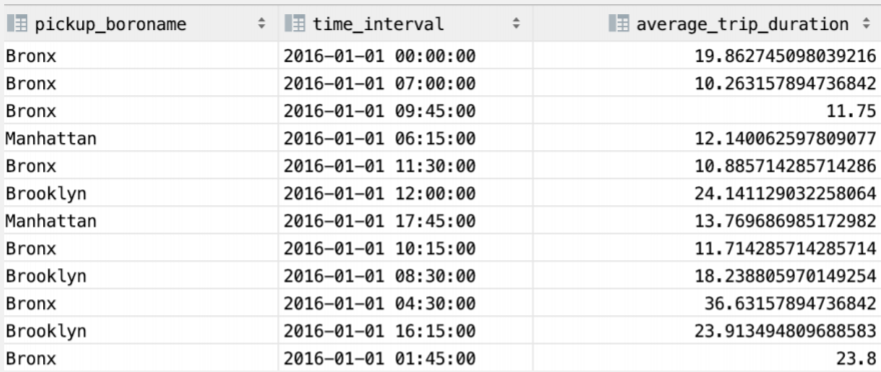 pickup_boroname time_interval average_trip_duration
Bronx 2016-01-01 00:00:00 19.862745098039216
Bronx 2016-01-01 07:00:00 10.263157894736842
Bronx 2016-01-01 09:45:00 11.75
Manhattan 2016-01-01 06:15:00 12.140062597809077
Bronx 2016-01-01 11:30:00 10.885714285714286
Brooklyn 2016-01-01 12:00:00 24.141129032258064
Manhattan 2016-01-01 17:45:00 13.769686985172982
Bronx 2016-01-01 10:15:00 11.714285714285714
Brooklyn 2016-01-01 08:30:00 18.238805970149254
Bronx 2016-01-01 04:30:00 36.63157894736842
Brooklyn 2016-01-01 16:15:00 23.913494809688583
Bronx 2016-01-01 01:45:00 23.8